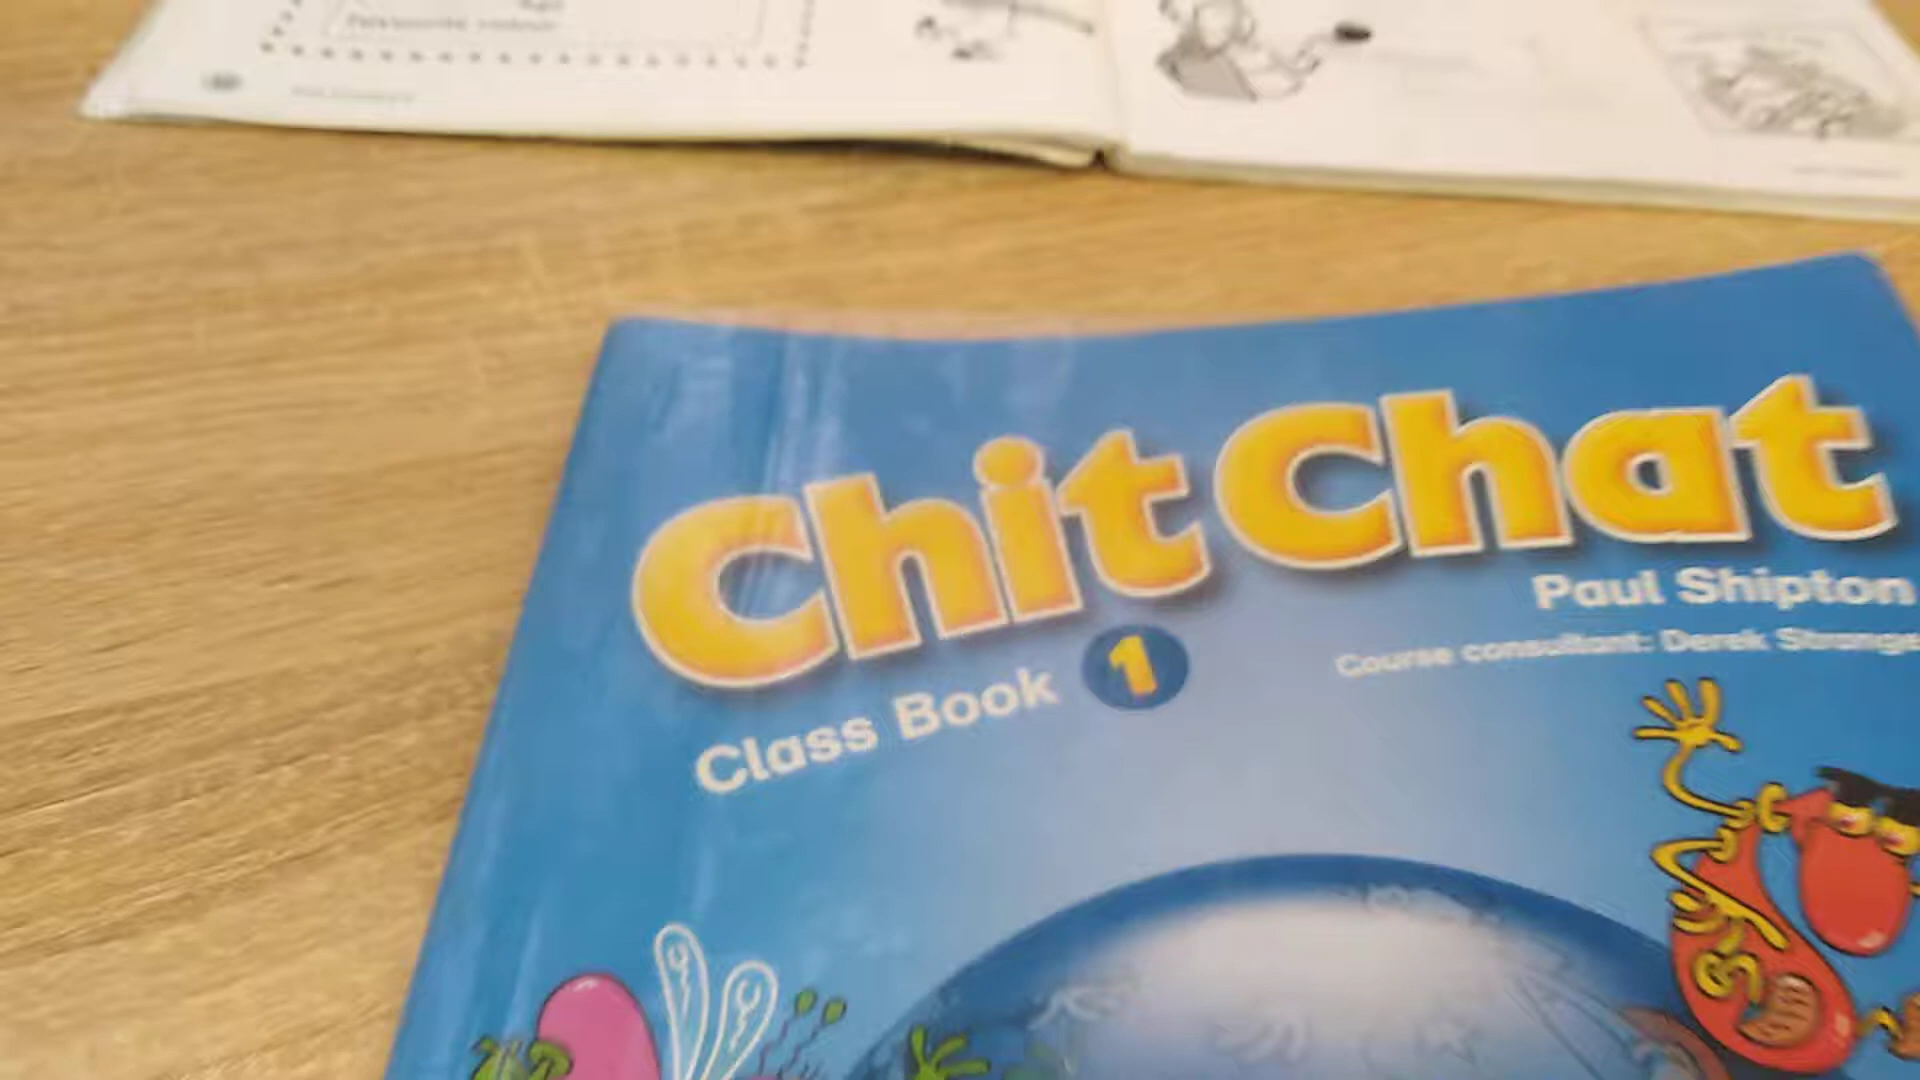 Chit Chat
Paul Shipton
Course consultant: Derek Strange
Class Book 1